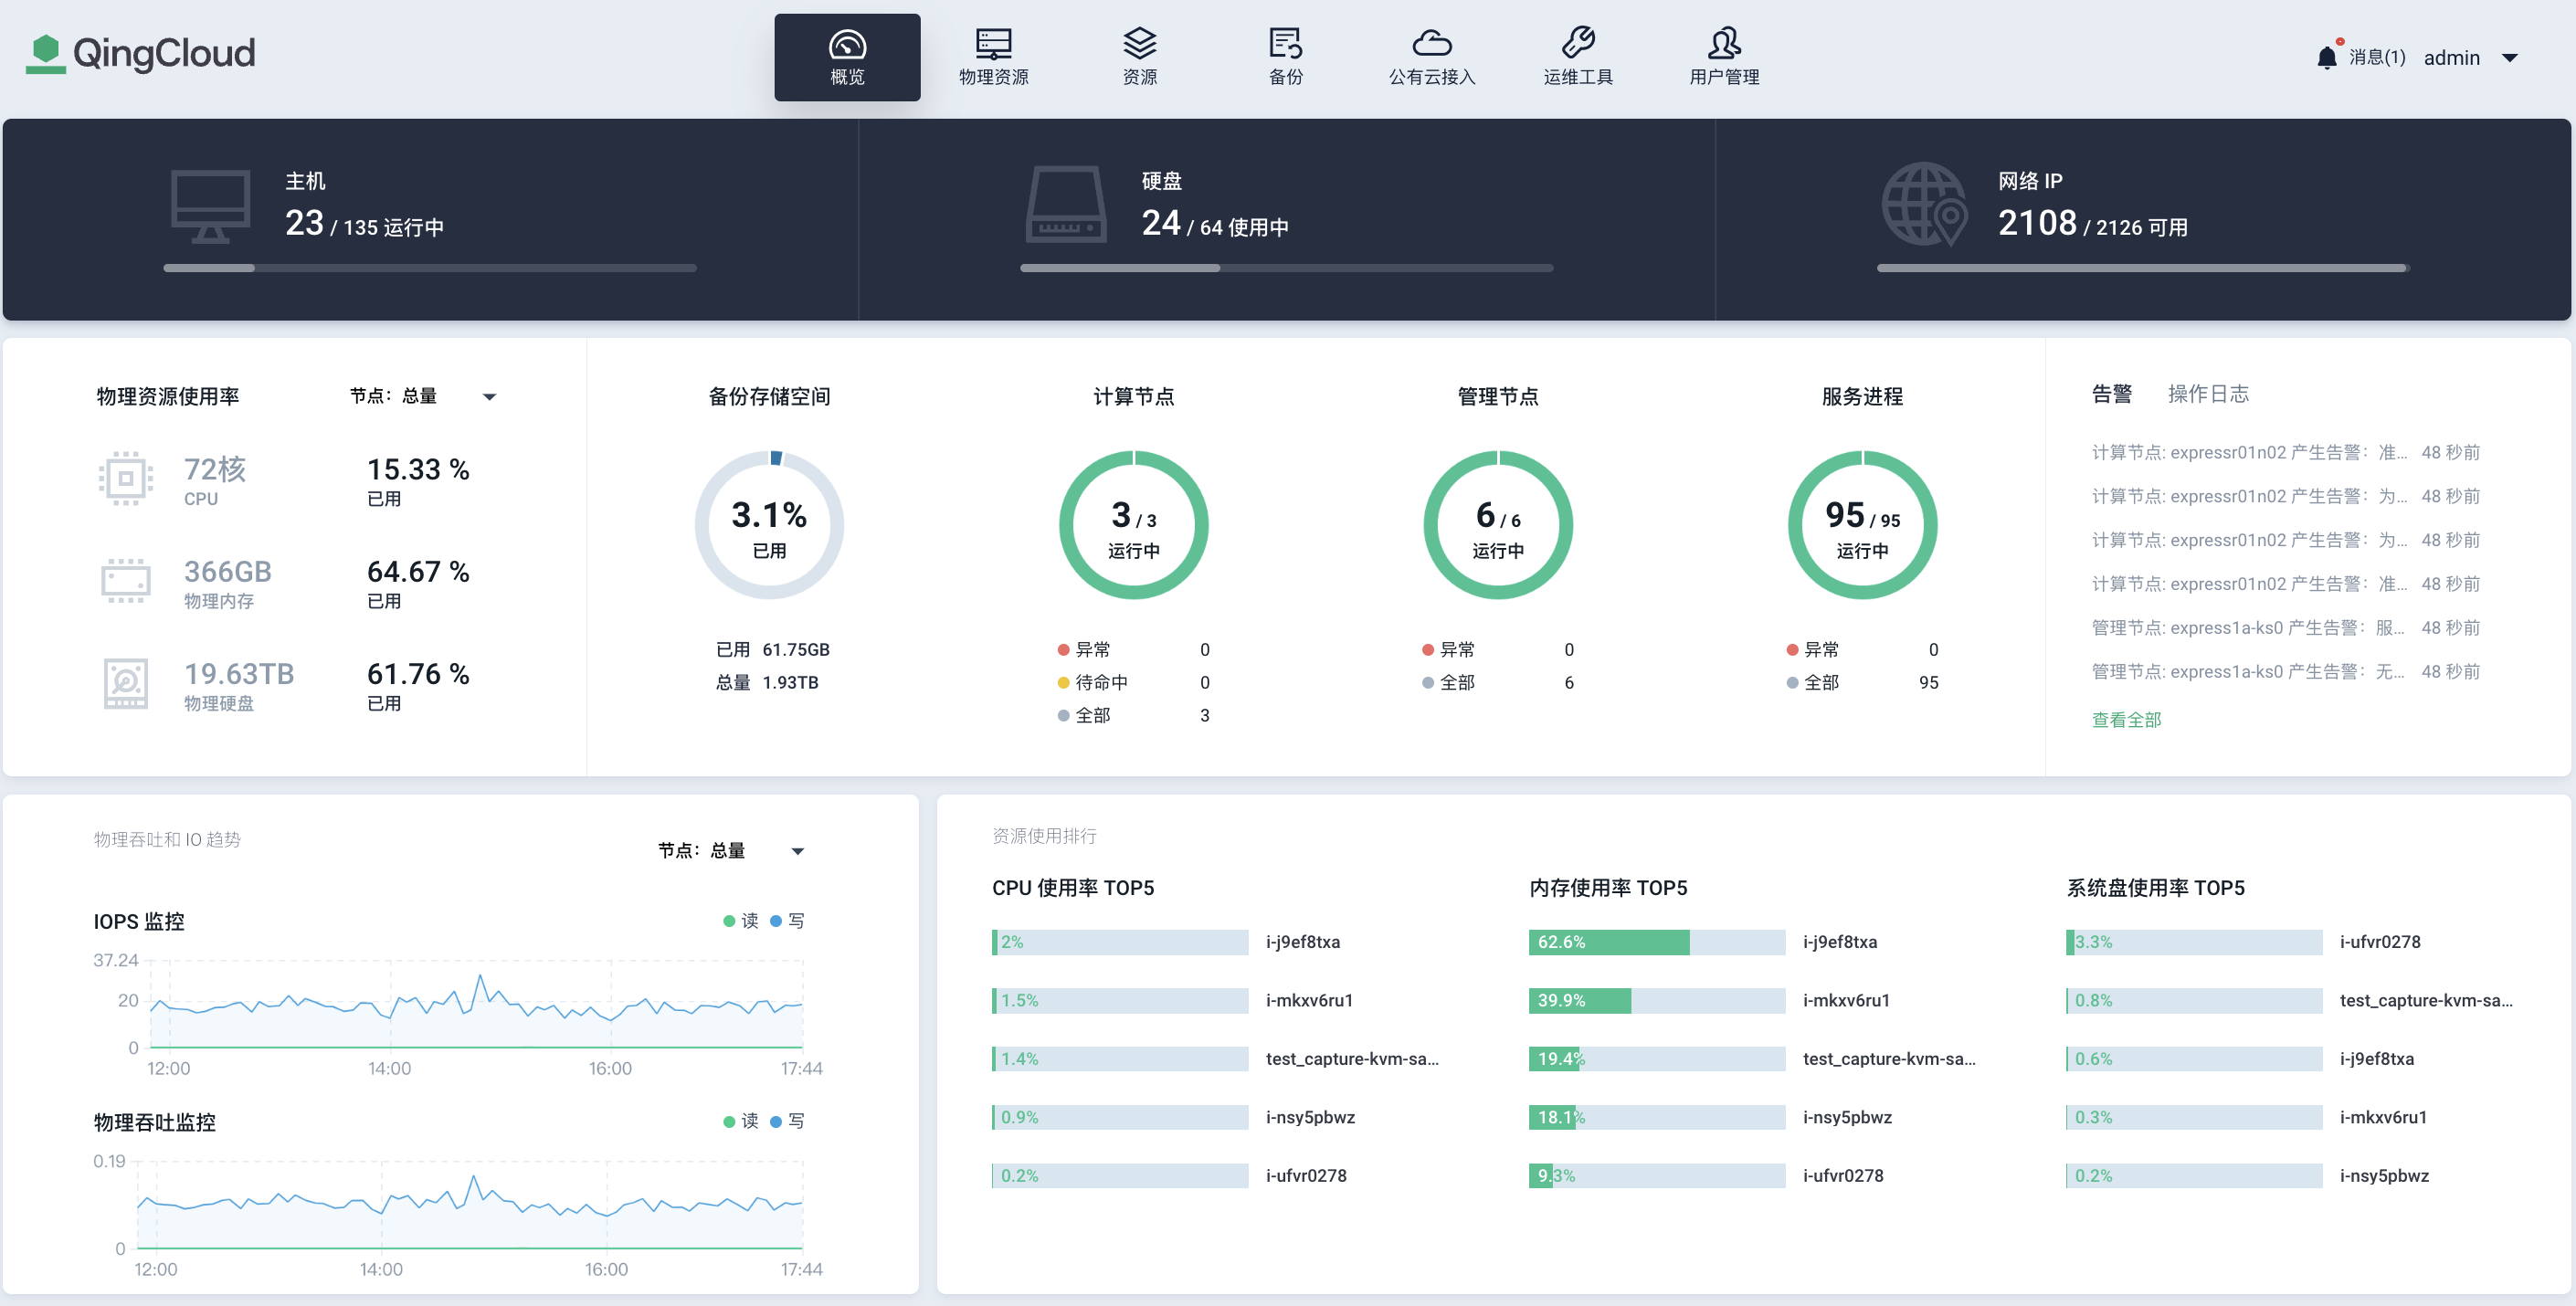 QingCloud
概览
物理资源
资源
备份
公有云接入
运维工具
用户管理
消息(1)
admin
主机
23 / 135 运行中
硬盘
24 / 64 使用中
网络 IP
2108 / 2126 可用
物理资源使用率
节点：总量
72核
CPU
15.33 %
已用
366GB
物理内存
64.67 %
已用
19.63TB
物理硬盘
61.76 %
已用
备份存储空间
3.1%
已用
已用 61.75GB
总量 1.93TB
计算节点
3 / 3
运行中
异常 0
待命中 0
全部 3
管理节点
6 / 6
运行中
异常 0
全部 6
服务进程
95 / 95
运行中
异常 0
全部 95
告警 操作日志
计算节点: expressr01n02 产生告警：准... 48 秒前
计算节点: expressr01n02 产生告警：为... 48 秒前
计算节点: expressr01n02 产生告警：为... 48 秒前
计算节点: expressr01n02 产生告警：准... 48 秒前
管理节点: express1a-ks0 产生告警：服... 48 秒前
管理节点: express1a-ks0 产生告警：无... 48 秒前
查看全部
物理吞吐和 IO 趋势
节点：总量
IOPS 监控
读 写
37.24
20
0
12:00 14:00 16:00 17:44
物理吞吐监控
读 写
0.19
0
12:00 14:00 16:00 17:44
资源使用排行
CPU 使用率 TOP5
2% i-j9ef8txa
1.5% i-mkxv6ru1
1.4% test_capture-kvm-sa...
0.9% i-nsy5pbwz
0.2% i-ufvr0278
内存使用率 TOP5
62.6% i-j9ef8txa
39.9% i-mkxv6ru1
19.4% test_capture-kvm-sa...
18.1% i-nsy5pbwz
9.3% i-ufvr0278
系统盘使用率 TOP5
3.3% i-ufvr0278
0.8% test_capture-kvm-sa...
0.6% i-j9ef8txa
0.3% i-mkxv6ru1
0.2% i-nsy5pbwz